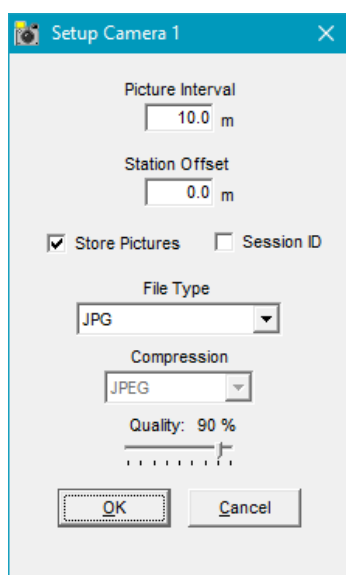 Setup Camera 1
Picture Interval
10.0 m
Station Offset
0.0 m
Store Pictures Session ID
File Type
JPG
Compression
JPEG
Quality: 90 %
OK Cancel